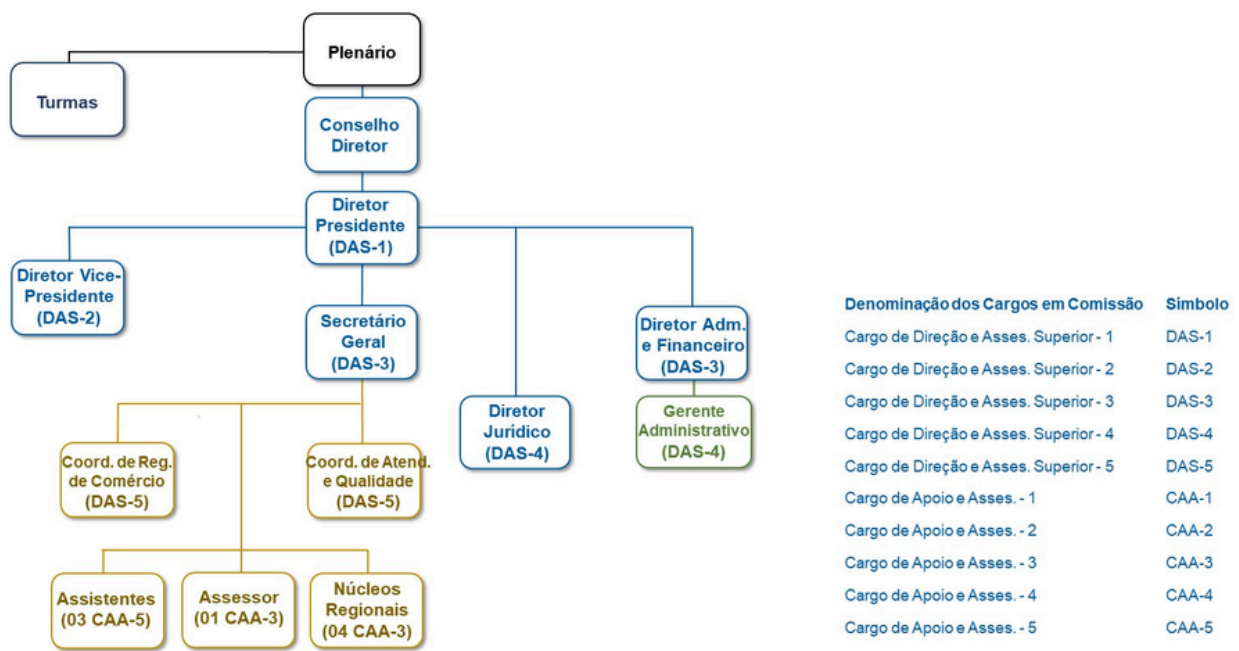 Plenário
Turmas
Conselho
Diretor
Diretor
Presidente
(DAS-1)
Diretor Vice-
Presidente
(DAS-2)
Secretário
Geral
(DAS-3)
Diretor Adm.
e Financeiro
(DAS-3)
Diretor
Jurídico
(DAS-4)
Gerente
Administrativo
(DAS-4)
Coord. de Reg.
de Comércio
(DAS-5)
Coord. de Atend.
e Qualidade
(DAS-5)
Assistentes
(03 CAA-5)
Assessor
(01 CAA-3)
Núcleos
Regionais
(04 CAA-3)
Denominação dos Cargos em Comissão Símbolo
Cargo de Direção e Asses. Superior - 1 DAS-1
Cargo de Direção e Asses. Superior - 2 DAS-2
Cargo de Direção e Asses. Superior - 3 DAS-3
Cargo de Direção e Asses. Superior - 4 DAS-4
Cargo de Direção e Asses. Superior - 5 DAS-5
Cargo de Apoio e Asses. - 1 CAA-1
Cargo de Apoio e Asses. - 2 CAA-2
Cargo de Apoio e Asses. - 3 CAA-3
Cargo de Apoio e Asses. - 4 CAA-4
Cargo de Apoio e Asses. - 5 CAA-5